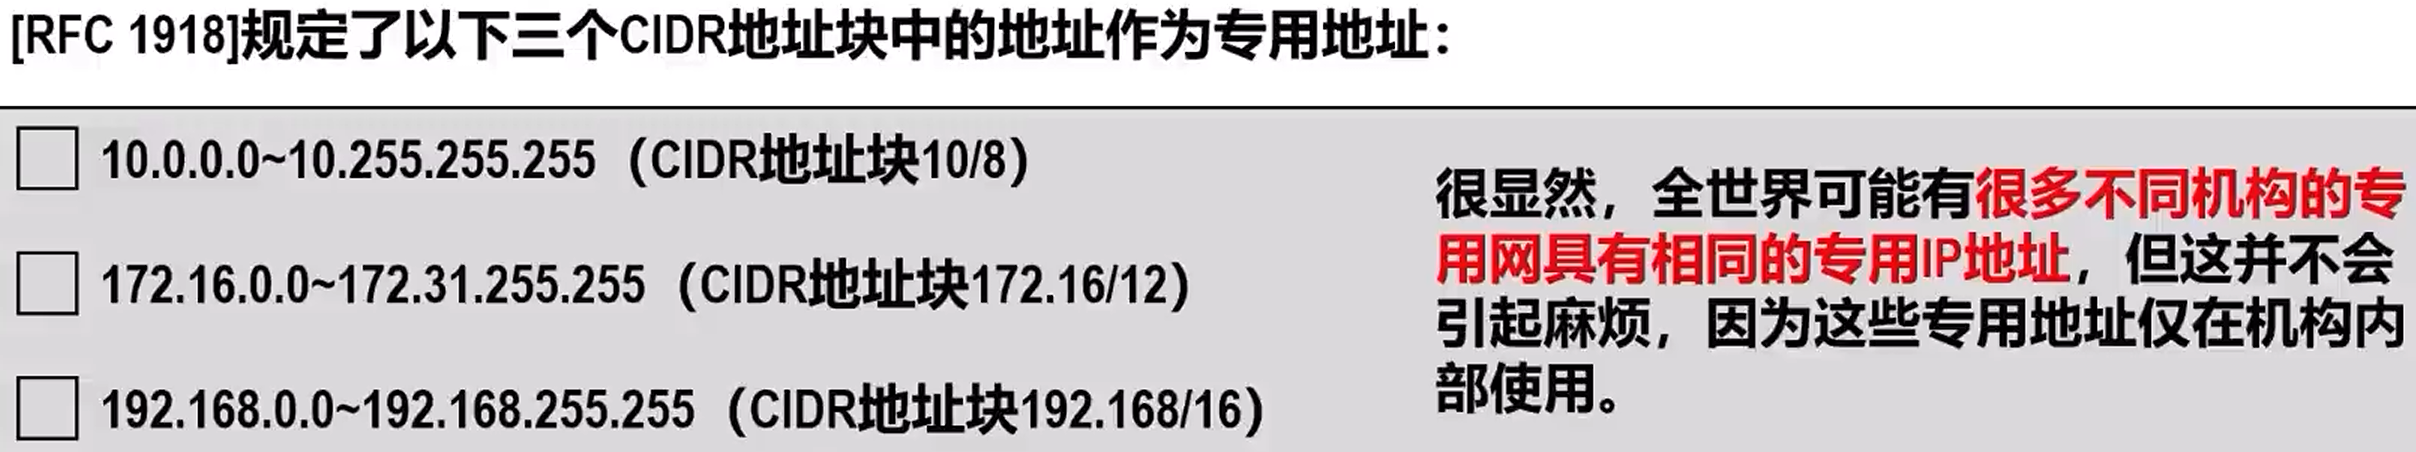 [RFC 1918]规定了以下三个CIDR地址块中的地址作为专用地址：
10.0.0.0~10.255.255.255（CIDR地址块10/8）
172.16.0.0~172.31.255.255（CIDR地址块172.16/12）
192.168.0.0~192.168.255.255（CIDR地址块192.168/16）
很显然，全世界可能有很多不同机构的专
用网具有相同的专用IP地址，但这并不会
引起麻烦，因为这些专用地址仅在机构内
部使用。